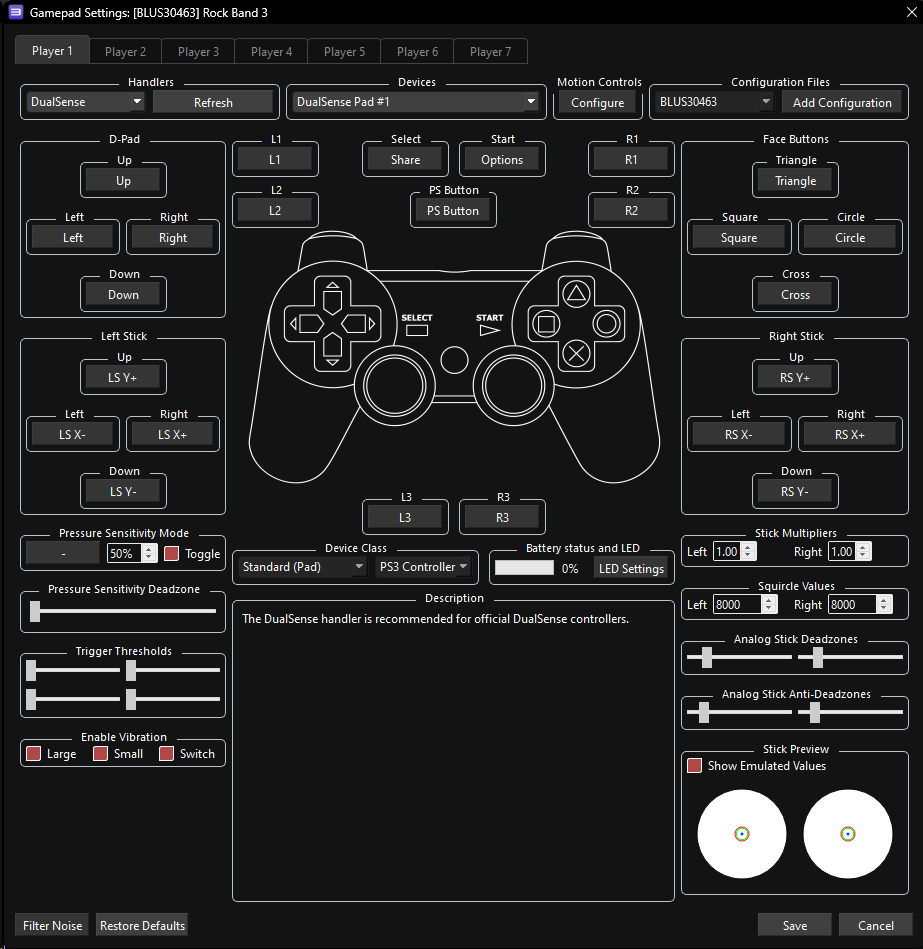 Gamepad Settings: [BLUS30463] Rock Band 3
Player 1 Player 2 Player 3 Player 4 Player 5 Player 6 Player 7
Handlers Devices Motion Controls Configuration Files
DualSense Refresh DualSense Pad #1 Configure BLUS30463 Add Configuration
D-Pad L1 Select Start R1 Face Buttons
L1 Share Options R1
Up Triangle
Up Triangle
L2 PS Button R2
L2 PS Button R2
Left Right Square Circle
Left Right Square Circle
Down Cross
Down Cross
SELECT START
Left Stick Right Stick
Up Up
LS Y+ RS Y+
Left Right Left Right
LS X- LS X+ RS X- RS X+
Down Down
LS Y- RS Y-
L3 R3
L3 R3
Pressure Sensitivity Mode Stick Multipliers
- 50% Toggle Left 1.00 Right 1.00
Device Class Battery status and LED
Standard (Pad) PS3 Controller 0% LED Settings
Pressure Sensitivity Deadzone Squircle Values
Left 8000 Right 8000
Description
The DualSense handler is recommended for official DualSense controllers.
Trigger Thresholds Analog Stick Deadzones
Analog Stick Anti-Deadzones
Enable Vibration
Large Small Switch
Stick Preview
Show Emulated Values
Filter Noise Restore Defaults Save Cancel